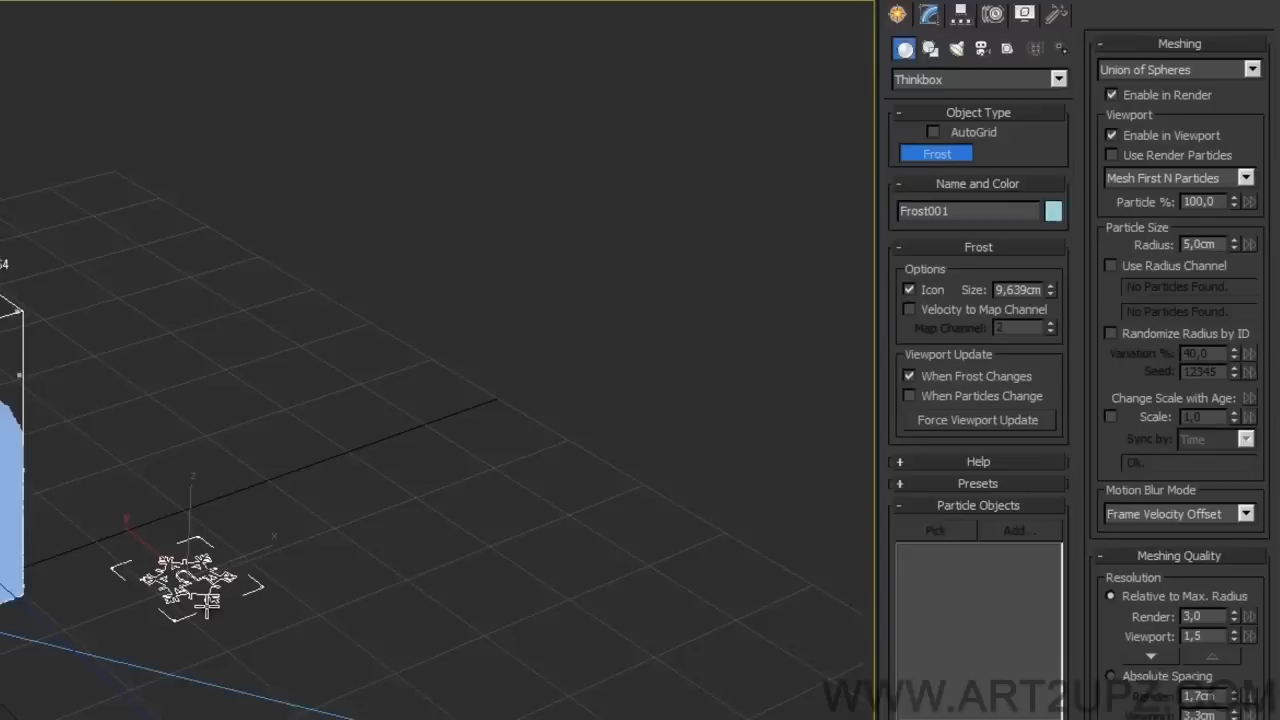 64
z
x
Thinkbox
- Object Type
AutoGrid
Frost
- Name and Color
Frost001
- Frost
Options
Icon Size: 9,639cm
Velocity to Map Channel
Map Channel: 2
Viewport Update
When Frost Changes
When Particles Change
Force Viewport Update
+ Help
+ Presets
- Particle Objects
Pick Add...
- Meshing
Union of Spheres
Enable in Render
Viewport
Enable in Viewport
Use Render Particles
Mesh First N Particles
Particle %: 100,0
Particle Size
Radius: 5,0cm
Use Radius Channel
No Particles Found.
No Particles Found.
Randomize Radius by ID
Variation %: 40,0
Seed: 12345
Change Scale with Age:
Scale: 1,0
Sync by: Time
Ok.
Motion Blur Mode
Frame Velocity Offset
- Meshing Quality
Resolution
Relative to Max. Radius
Render: 3,0
Viewport: 1,5
Absolute Spacing
Render: 1,7cm
3,3cm
WWW.ART2UPZ.COM